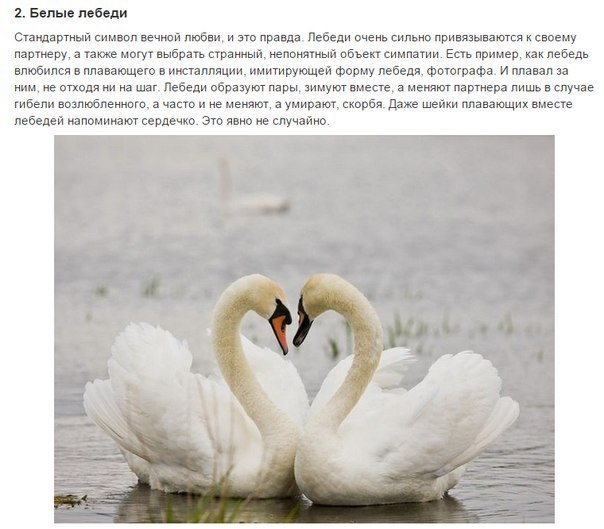 2. Белые лебеди
Стандартный символ вечной любви, и это правда. Лебеди очень сильно привязываются к своему
партнеру, а также могут выбрать странный, непонятный объект симпатии. Есть пример, как лебедь
влюбился в плавающего в инсталляции, имитирующей форму лебедя, фотографа. И плавал за
ним, не отходя ни на шаг. Лебеди образуют пары, зимуют вместе, а меняют партнера лишь в случае
гибели возлюбленного, а часто и не меняют, а умирают, скорбя. Даже шейки плавающих вместе
лебедей напоминают сердечко. Это явно не случайно.